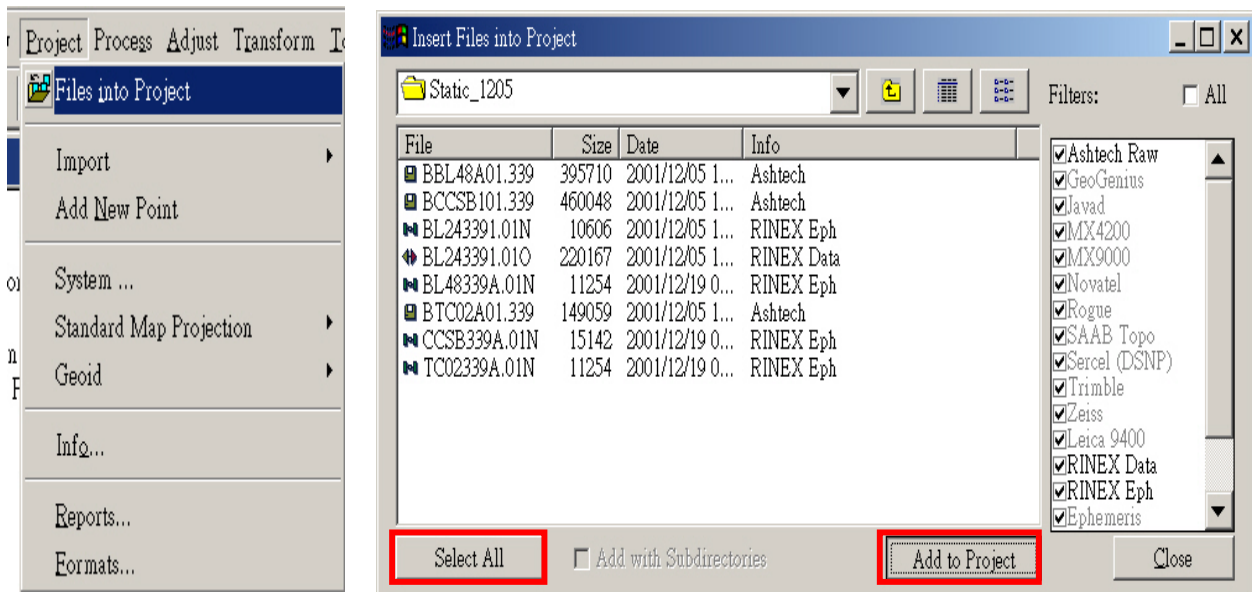 Project Process Adjust Transform
Files into Project
Import
Add New Point
System ...
Standard Map Projection
Geoid
Info...
Reports...
Formats...
Insert Files into Project
Static_1205
Filters: All
File Size Date Info
BBL48A01.339 395710 2001/12/05 1... Ashtech
BCCSB101.339 460048 2001/12/05 1... Ashtech
BL243391.01N 10606 2001/12/05 1... RINEX Eph
BL243391.01O 220167 2001/12/05 1... RINEX Data
BL48339A.01N 11254 2001/12/19 0... RINEX Eph
BTC02A01.339 149059 2001/12/05 1... Ashtech
CCSB339A.01N 15142 2001/12/19 0... RINEX Eph
TC02339A.01N 11254 2001/12/19 0... RINEX Eph
Ashtech Raw
GeoGenius
Javad
MX4200
MX9000
Novatel
Rogue
SAAB Topo
Sercel (DSNP)
Trimble
Zeiss
Leica 9400
RINEX Data
RINEX Eph
Ephemeris
Select All Add with Subdirectories Add to Project Close